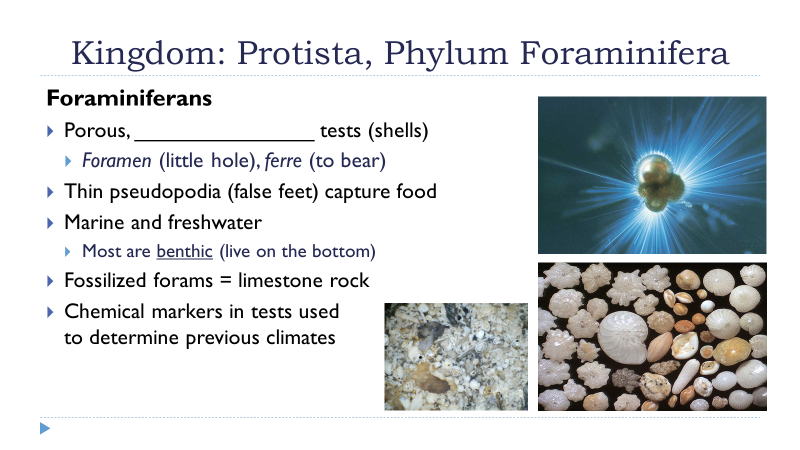 Kingdom: Protista, Phylum Foraminifera
Foraminiferans
Porous, _________________ tests (shells)
Foramen (little hole), ferre (to bear)
Thin pseudopodia (false feet) capture food
Marine and freshwater
Most are benthic (live on the bottom)
Fossilized forams = limestone rock
Chemical markers in tests used
to determine previous climates